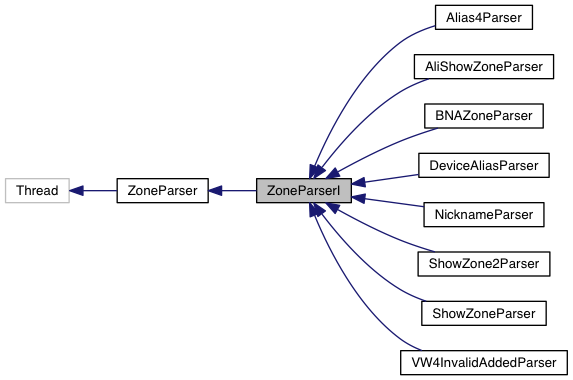 Alias4Parser
AliShowZoneParser
BNAZoneParser
DeviceAliasParser
Thread
ZoneParser
ZoneParserI
NicknameParser
ShowZone2Parser
ShowZoneParser
VW4InvalidAddedParser